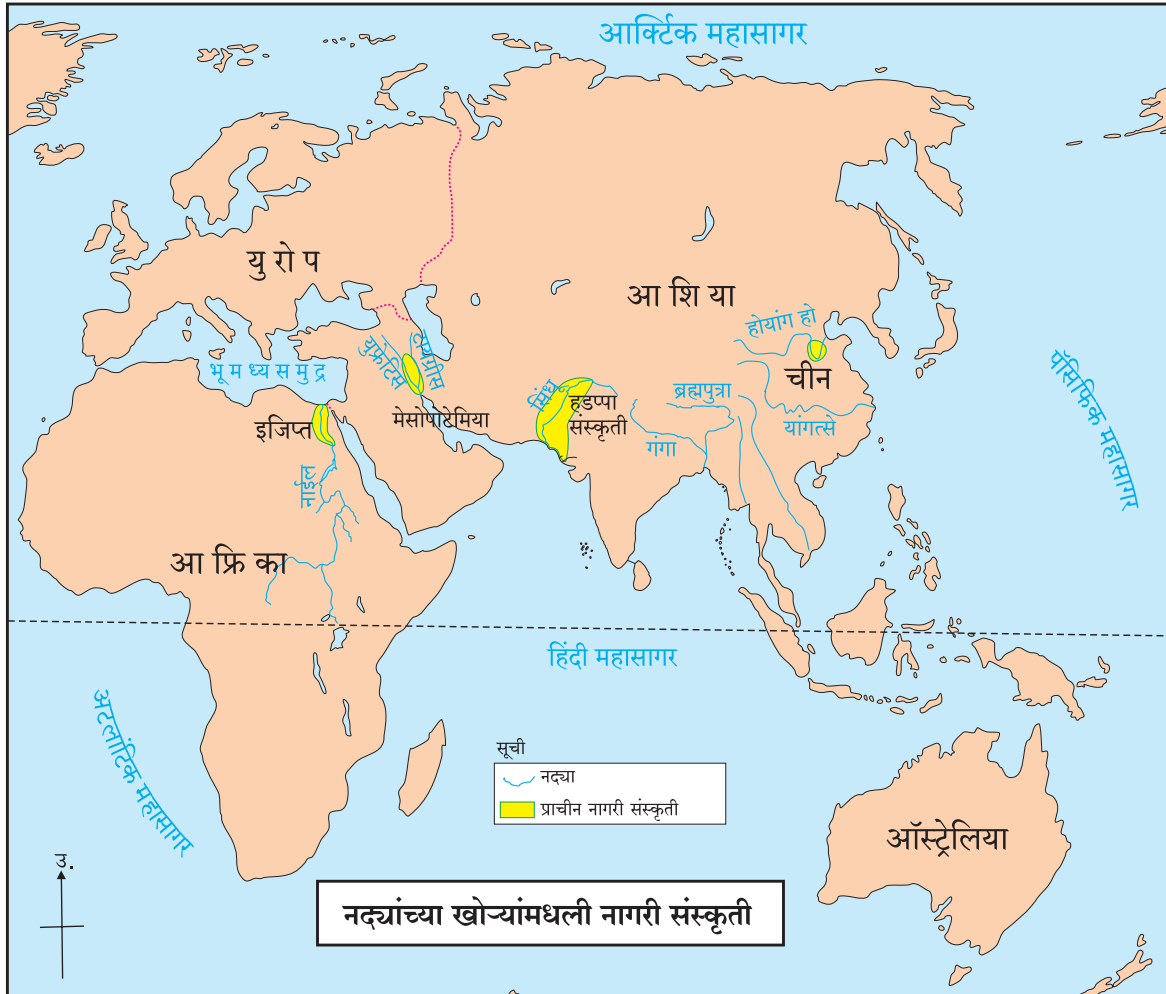 आर्क्टिक महासागर
यु रो प
आ शि या
होयांग हो
युफ्रेटिस
टायग्रीस
भू म ध्य स मु द्र
चीन
पॅसिफिक महासागर
सिंधू
हडप्पा
संस्कृती
ब्रह्मपुत्रा
मेसोपोटेमिया
इजिप्त
यांगत्से
गंगा
नाईल
आ फ्रि का
हिंदी महासागर
अटलांटिक महासागर
सूची
नद्या
प्राचीन नागरी संस्कृती
ऑस्ट्रेलिया
उ.
नद्यांच्या खोऱ्यांमधली नागरी संस्कृती